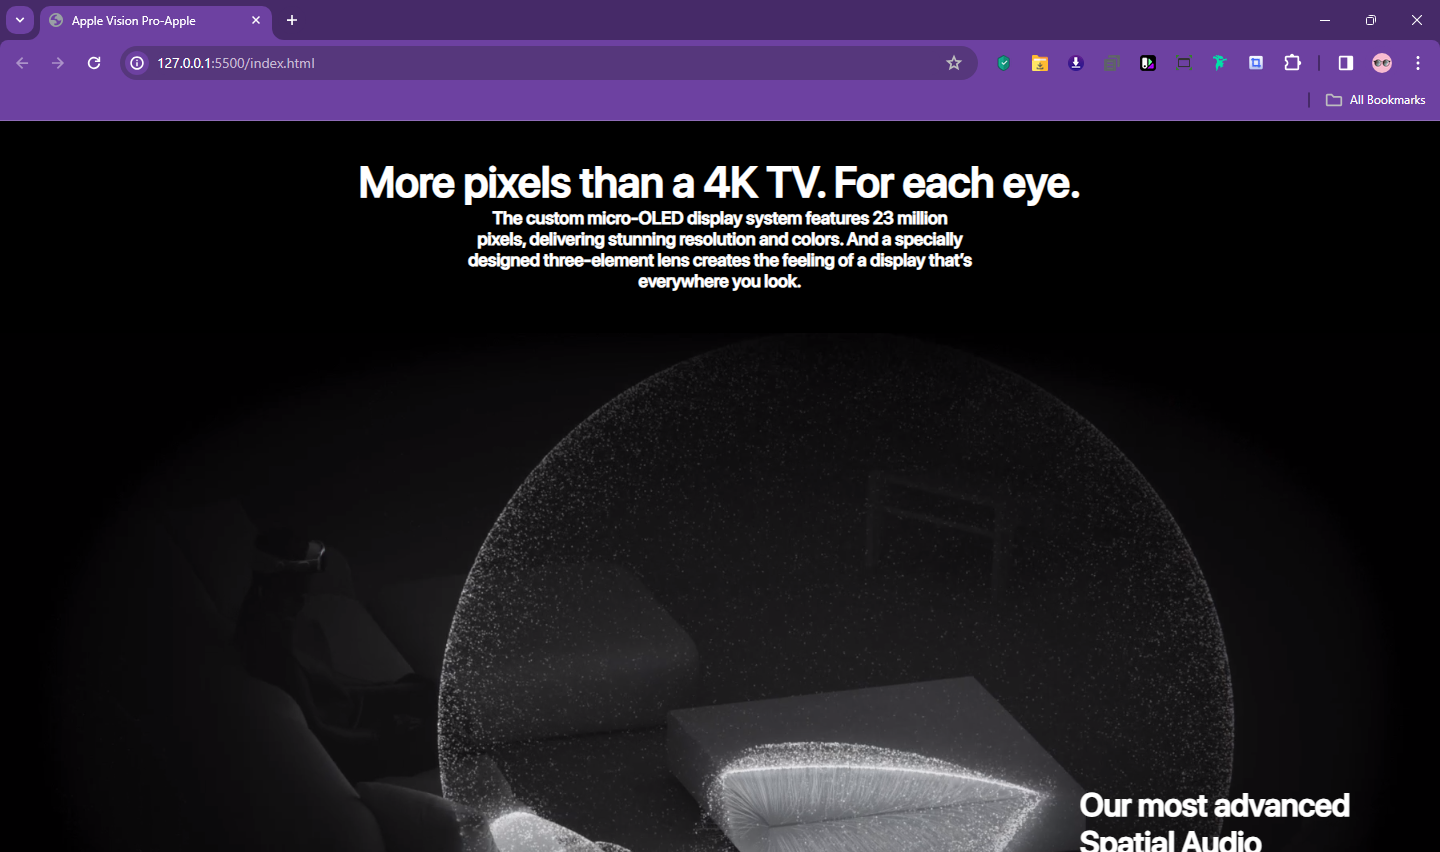 Apple Vision Pro-Apple
127.0.0.1:5500/index.html
All Bookmarks
More pixels than a 4K TV. For each eye.
The custom micro-OLED display system features 23 million
pixels, delivering stunning resolution and colors. And a specially
designed three-element lens creates the feeling of a display that's
everywhere you look.
Our most advanced
Spatial Audio